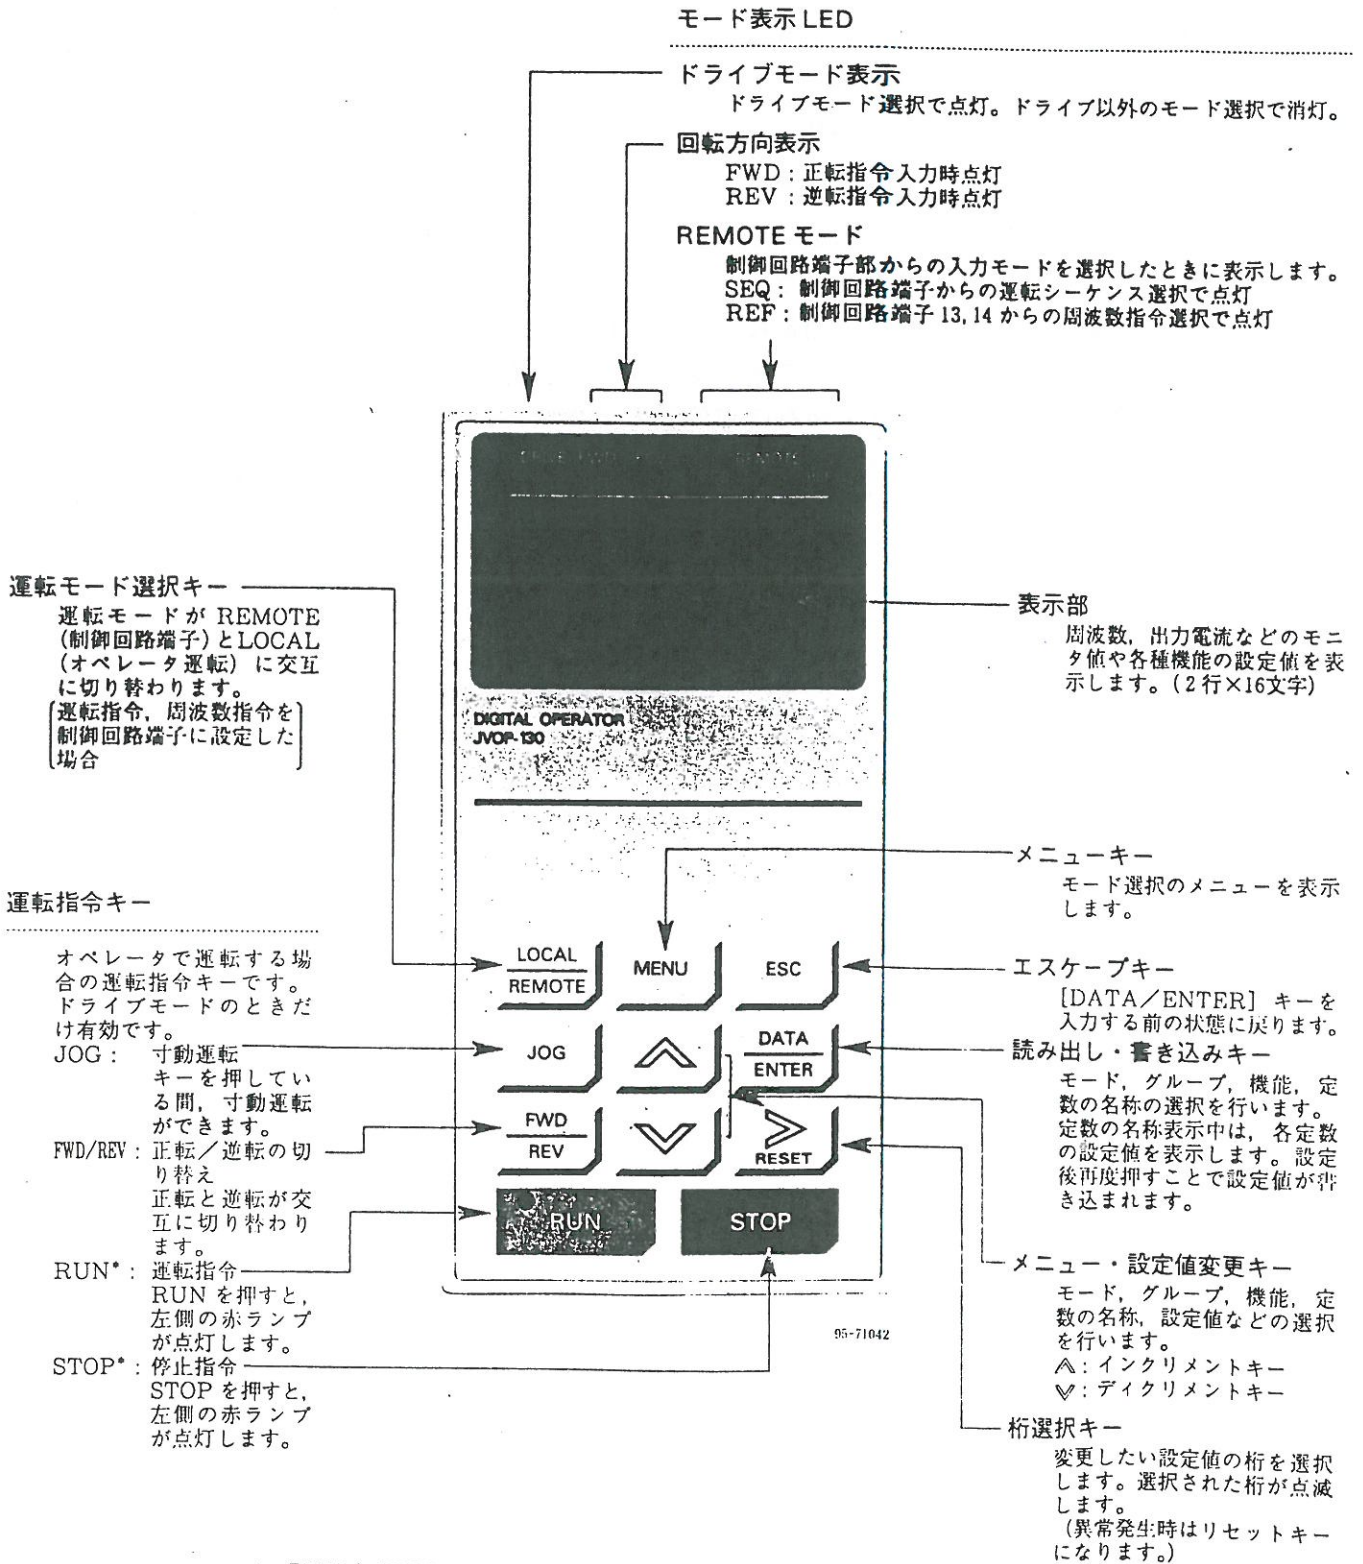 モード表示 LED
ドライブモード表示
ドライブモード選択で点灯。ドライブ以外のモード選択で消灯。
回転方向表示
FWD：正転指令入力時点灯
REV：逆転指令入力時点灯
REMOTE モード
制御回路端子部からの入力モードを選択したときに表示します。
SEQ：制御回路端子からの運転シーケンス選択で点灯
REF：制御回路端子 13, 14 からの周波数指令選択で点灯
REMOTE
運転モード選択キー
運転モードが REMOTE
(制御回路端子)とLOCAL
(オペレータ運転) に交互
に切り替わります。
[運転指令, 周波数指令を
制御回路端子に設定した
場合]
表示部
周波数, 出力電流などのモニ
タ値や各種機能の設定値を表
示します。(2 行×16文字)
DIGITAL OPERATOR
JVOP-130
メニューキー
モード選択のメニューを表示
します。
運転指令キー
オペレータで運転する場
合の運転指令キーです。
ドライブモードのときだ
け有効です。
JOG： 寸動運転
キーを押してい
る間, 寸動運転
ができます。
FWD/REV：正転／逆転の切
り替え
正転と逆転が交
互に切り替わり
ます。
RUN*：運転指令
RUN を押すと,
左側の赤ランプ
が点灯します。
STOP*：停止指令
STOP を押すと,
左側の赤ランプ
が点灯します。
LOCAL
REMOTE
MENU
ESC
JOG
DATA
ENTER
FWD
REV
RESET
RUN
STOP
95-71042
エスケープキー
[DATA／ENTER] キーを
入力する前の状態に戻ります。
読み出し・書き込みキー
モード, グループ, 機能, 定
数の名称の選択を行います。
定数の名称表示中は, 各定数
の設定値を表示します。設定
後再度押すことで設定値が書
き込まれます。
メニュー・設定値変更キー
モード, グループ, 機能, 定
数の名称, 設定値などの選択
を行います。
︽：インクリメントキー
︾：ディクリメントキー
桁選択キー
変更したい設定値の桁を選択
します。選択された桁が点滅
します。
(異常発生時はリセットキー
になります。)